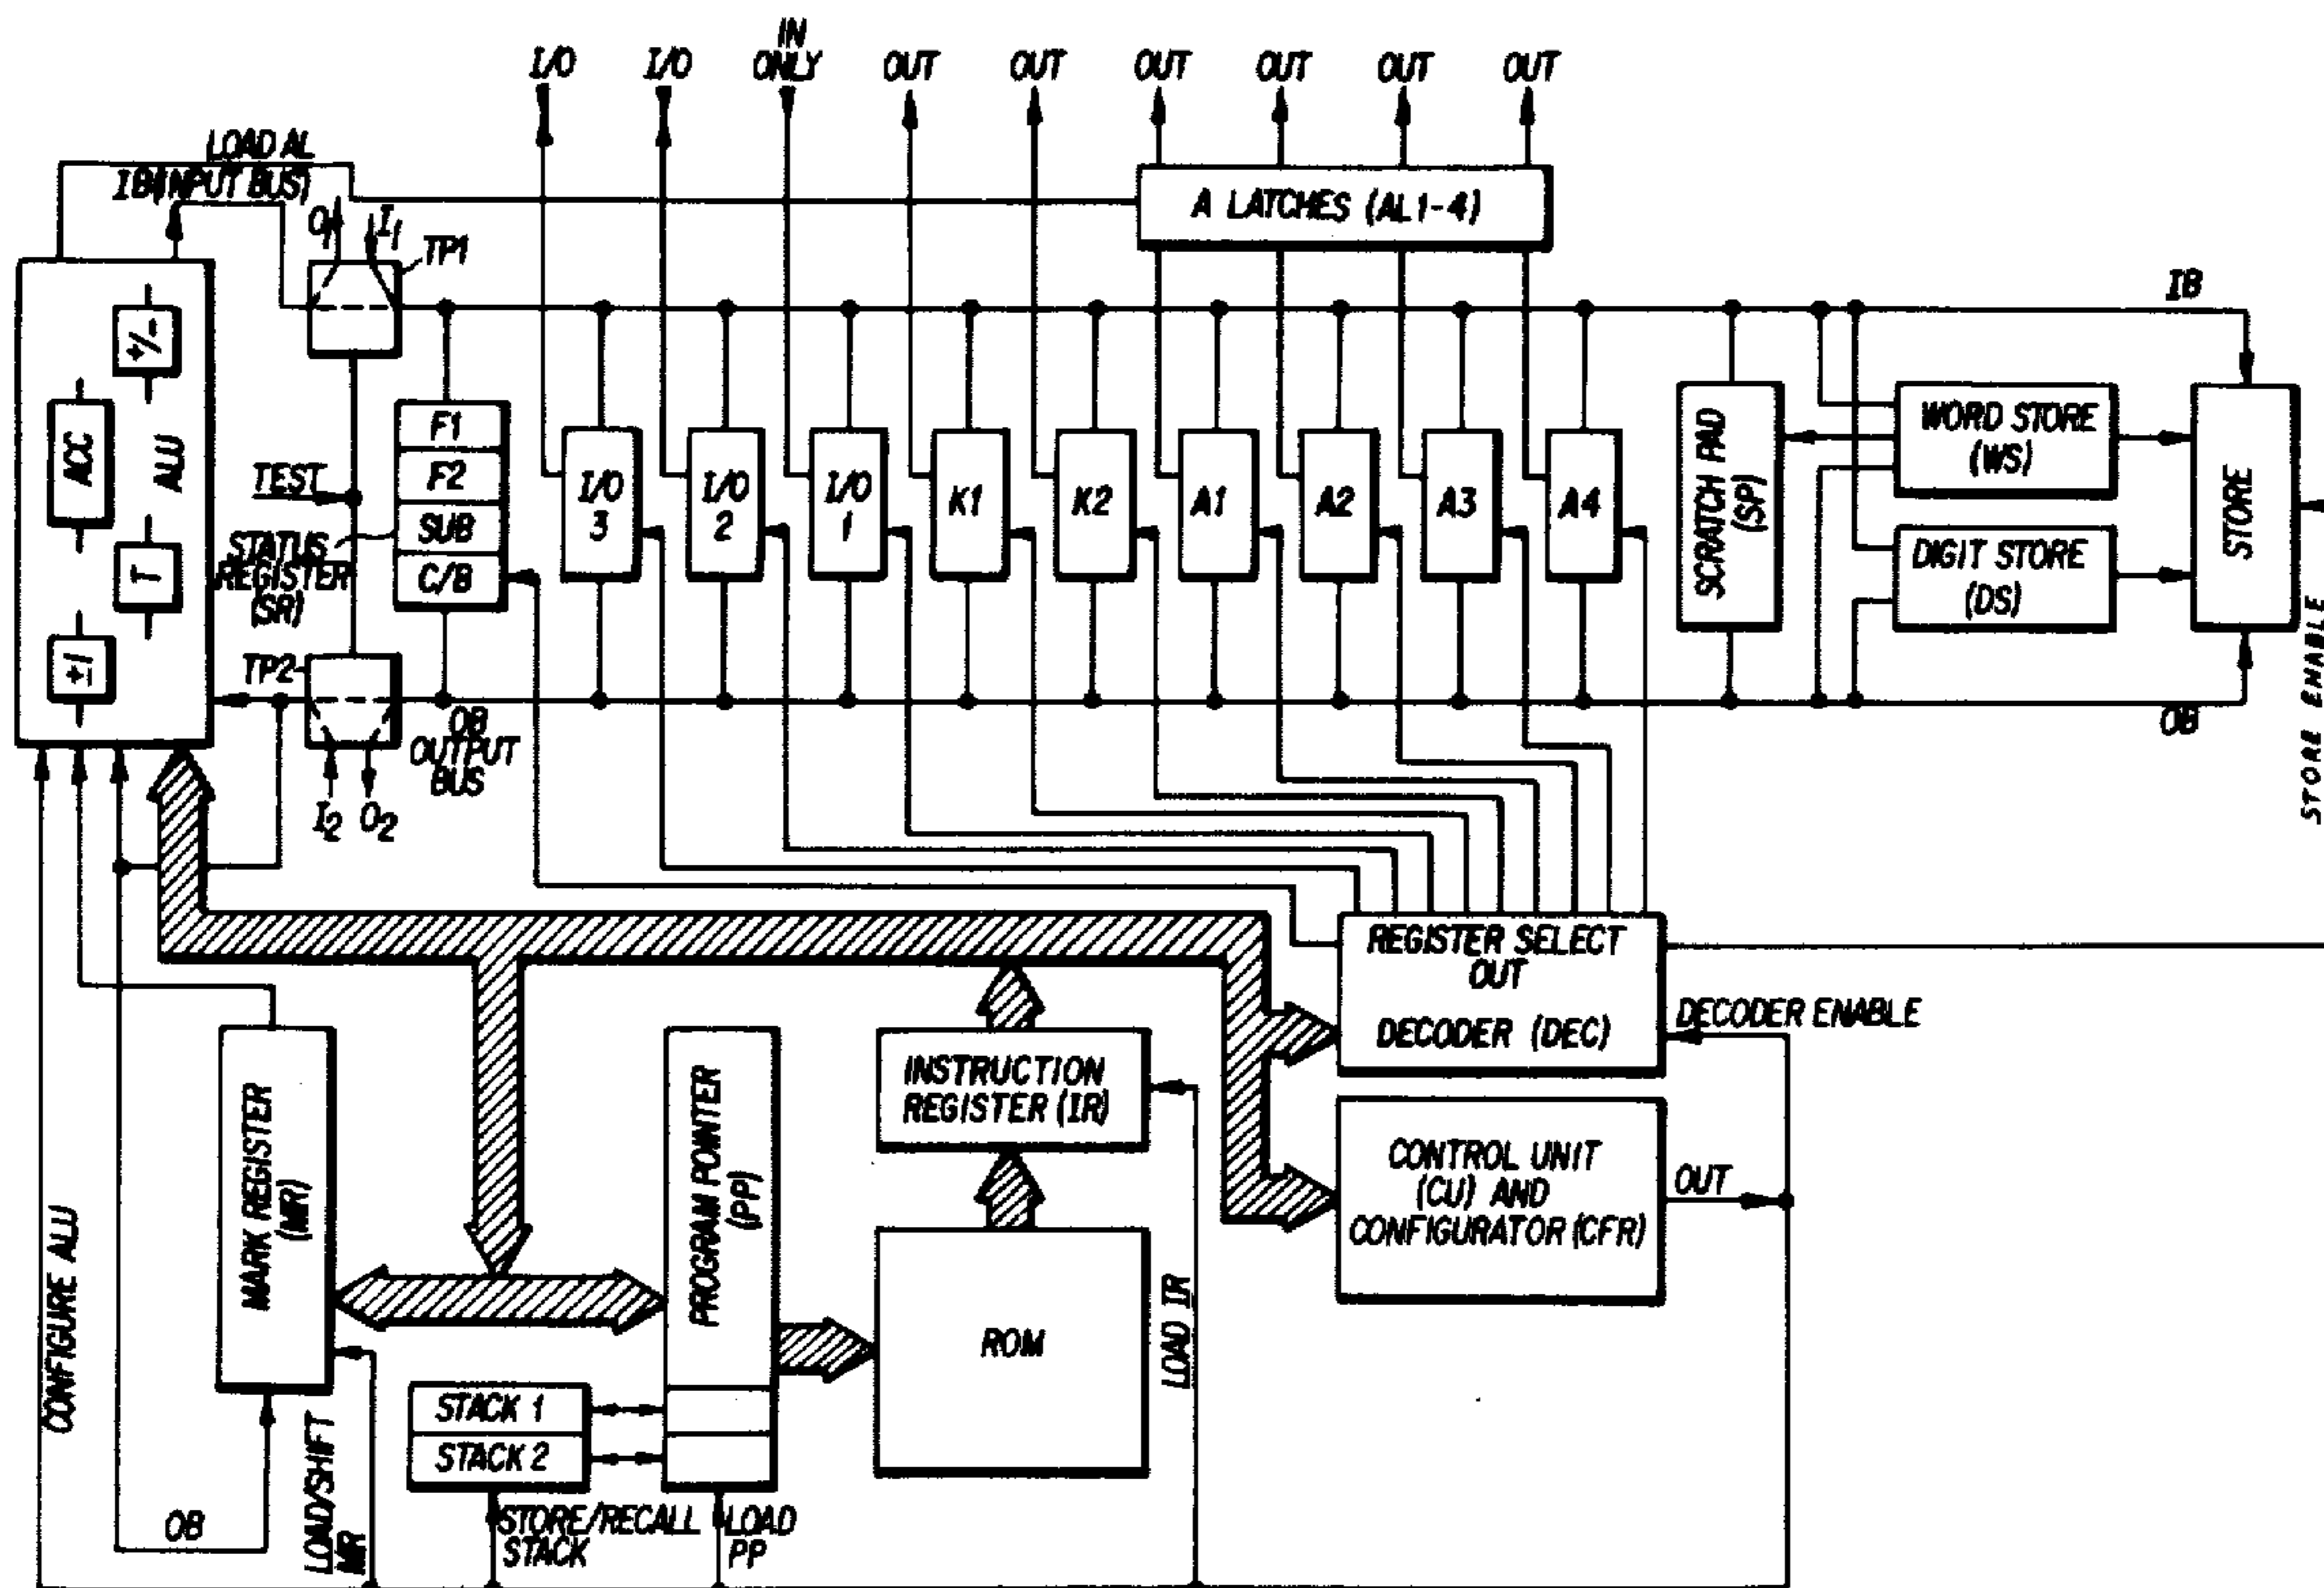 I/O
I/O
IN
ONLY
OUT
OUT
OUT
OUT
OUT
OUT
LOAD AL
IB (INPUT BUS)
O1
I1
TP1
A LATCHES (AL1-4)
IB
+/-
ACC
ALU
T
±1
TEST
STATUS
REGISTER
(SR)
F1
F2
SUB
C/B
I/O
3
I/O
2
I/O
1
K1
K2
A1
A2
A3
A4
SCRATCH PAD
(SP)
WORD STORE
(WS)
DIGIT STORE
(DS)
STORE
STORE ENABLE
TP2
I2
O2
OB
OUTPUT
BUS
OB
REGISTER SELECT
OUT
DECODER (DEC)
DECODER ENABLE
MARK REGISTER
(MR)
PROGRAM POINTER
(PP)
INSTRUCTION
REGISTER (IR)
CONTROL UNIT
(CU) AND
CONFIGURATOR (CFR)
OUT
CONFIGURE ALU
ROM
LOAD IR
STACK 1
STACK 2
OB
LOAD/SHIFT
MR
STORE/RECALL
STACK
LOAD
PP